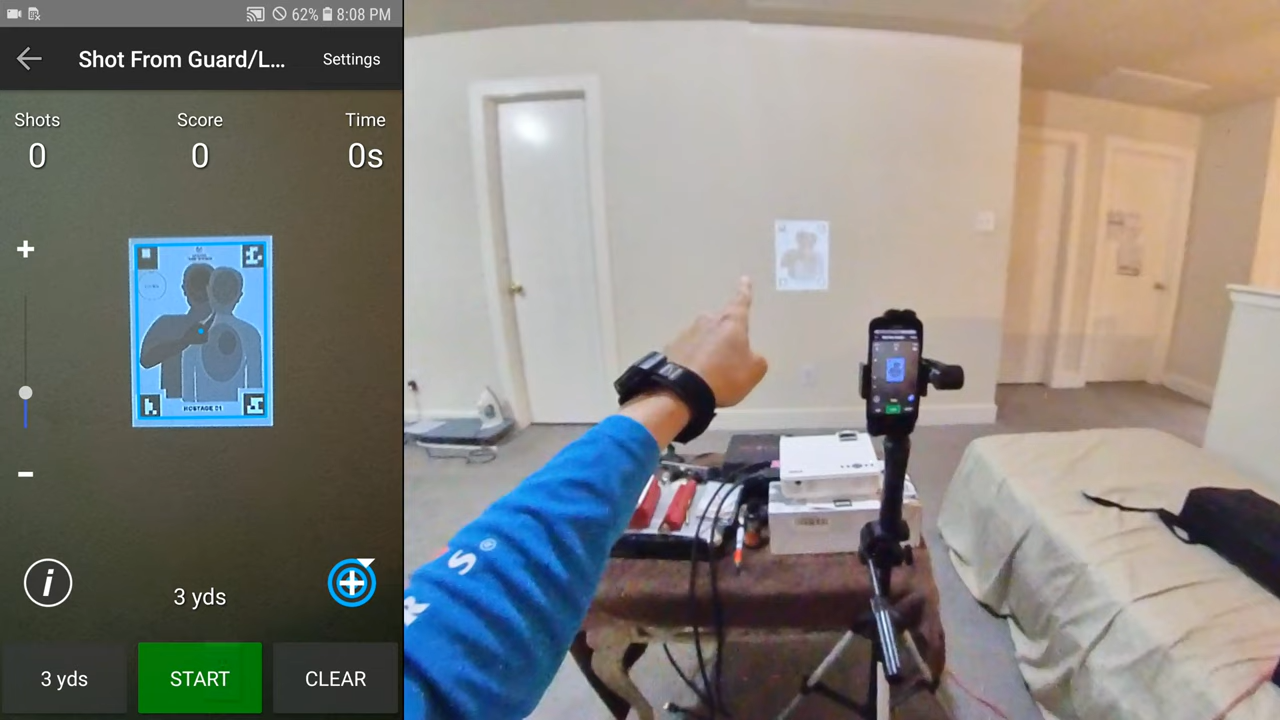 62% 8:08 PM
Shot From Guard/L... Settings
Shots Score Time
0 0 0s
+
HOSTAGE 01
-
i
3 yds
3 yds START CLEAR
S®